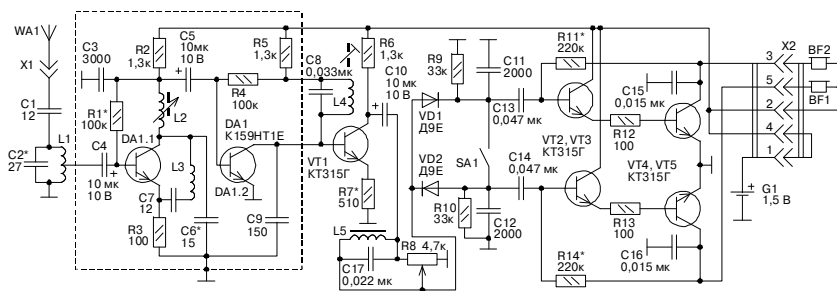 WA1
X1
C1
12
C2*
27
L1
C3
3000
R2
1,3к
C5
10мк
10 В
R5
1,3к
R1*
100к
L2
R4
100к
DA1
К159НТ1Е
DA1.1
C4
10 мк
10 В
L3
DA1.2
C7
12
R3
100
C6*
15
C9
150
C8
0,033мк
L4
R6
1,3к
C10
10 мк
10 В
VT1
КТ315Г
R7*
510
L5
R8 4,7к
C17
0,022 мк
R9
33к
C11
2000
VD1
Д9Е
C13
0,047 мк
SA1
VD2
Д9Е
C14
0,047 мк
R10
33к
C12
2000
R11*
220к
VT2, VT3
КТ315Г
R12
100
C15
0,015 мк
VT4, VT5
КТ315Г
R13
100
C16
0,015 мк
R14*
220к
X2
3
5
2
4
1
BF2
BF1
G1
1,5 В